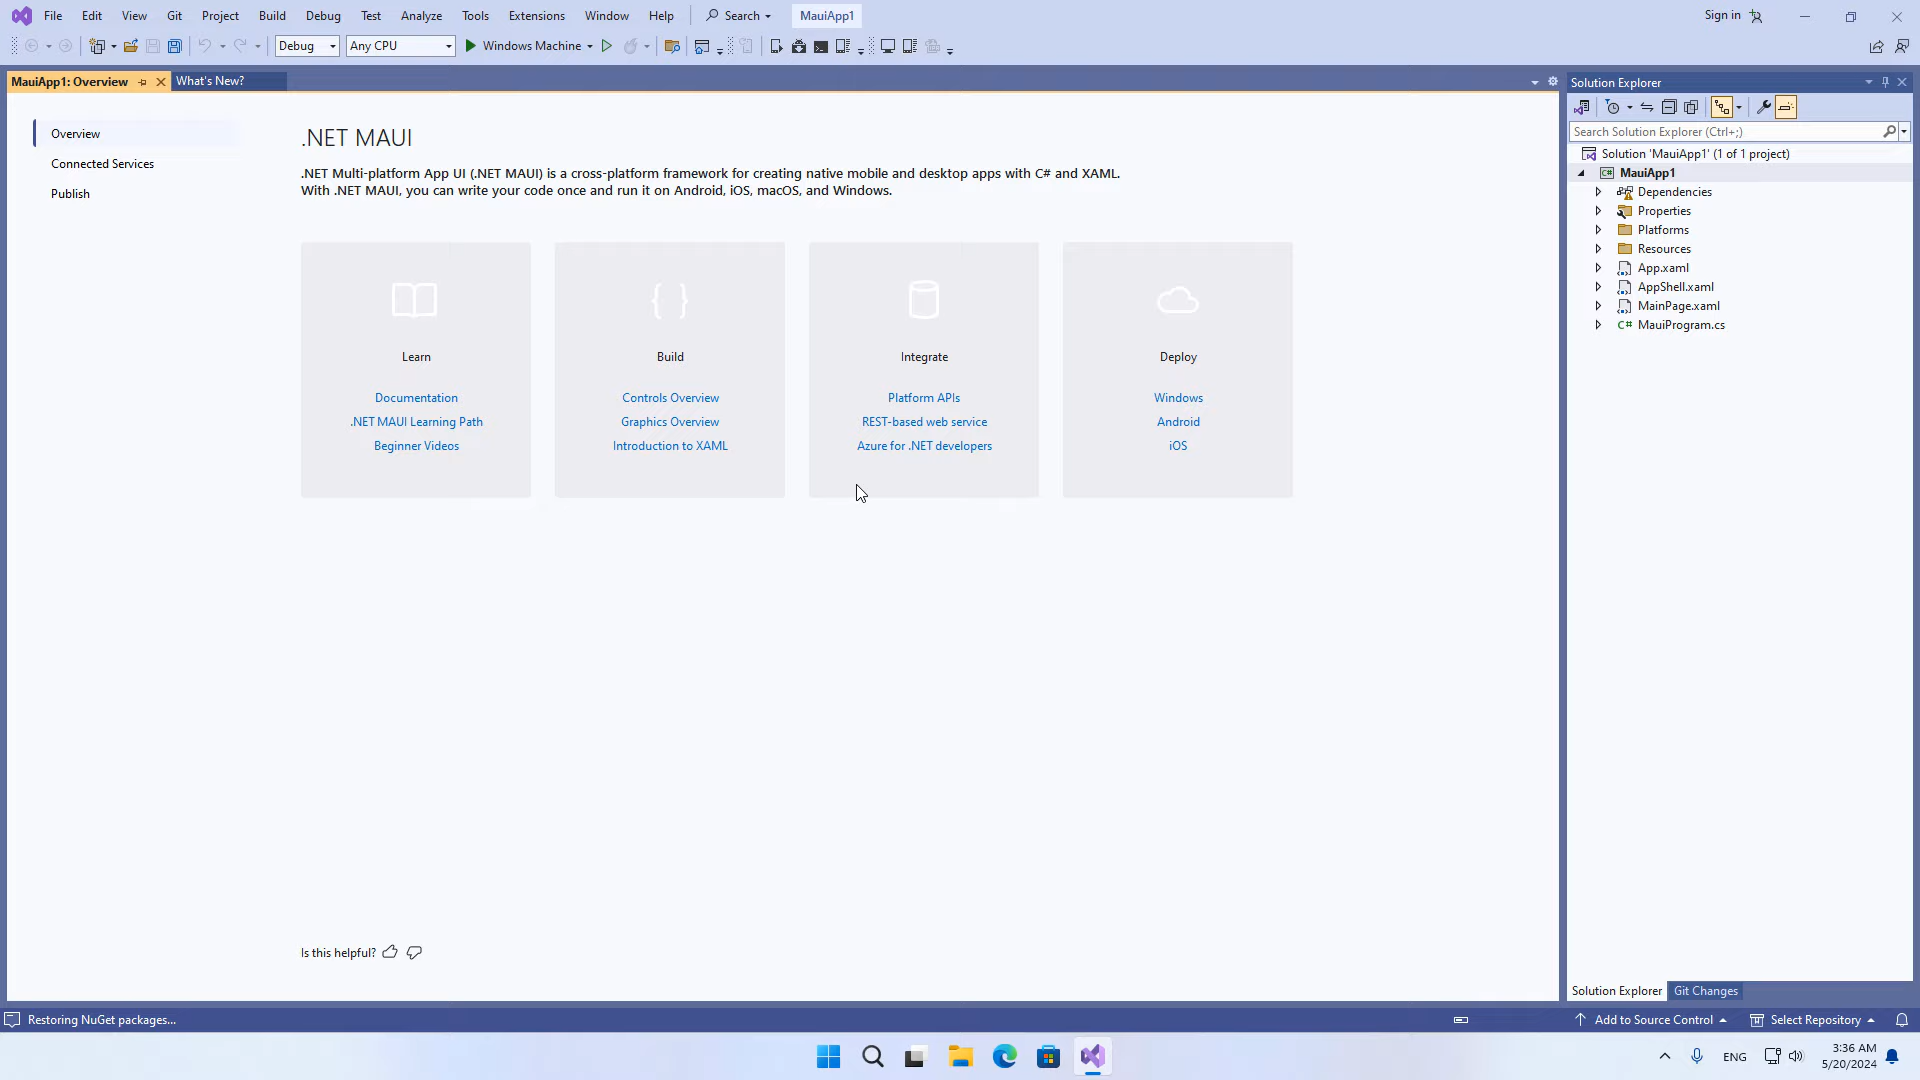 File Edit View Git Project Build Debug Test Analyze Tools Extensions Window Help Search MauiApp1 Sign in
Debug Any CPU Windows Machine
MauiApp1: Overview What's New?
Overview
Connected Services
Publish
.NET MAUI
.NET Multi-platform App UI (.NET MAUI) is a cross-platform framework for creating native mobile and desktop apps with C# and XAML.
With .NET MAUI, you can write your code once and run it on Android, iOS, macOS, and Windows.
Learn
Documentation
.NET MAUI Learning Path
Beginner Videos
Build
Controls Overview
Graphics Overview
Introduction to XAML
Integrate
Platform APIs
REST-based web service
Azure for .NET developers
Deploy
Windows
Android
iOS
Is this helpful?
Solution Explorer
Search Solution Explorer (Ctrl+;)
Solution 'MauiApp1' (1 of 1 project)
C# MauiApp1
Dependencies
Properties
Platforms
Resources
App.xaml
AppShell.xaml
MainPage.xaml
C# MauiProgram.cs
Solution Explorer Git Changes
Restoring NuGet packages... Add to Source Control Select Repository
ENG
3:36 AM
5/20/2024